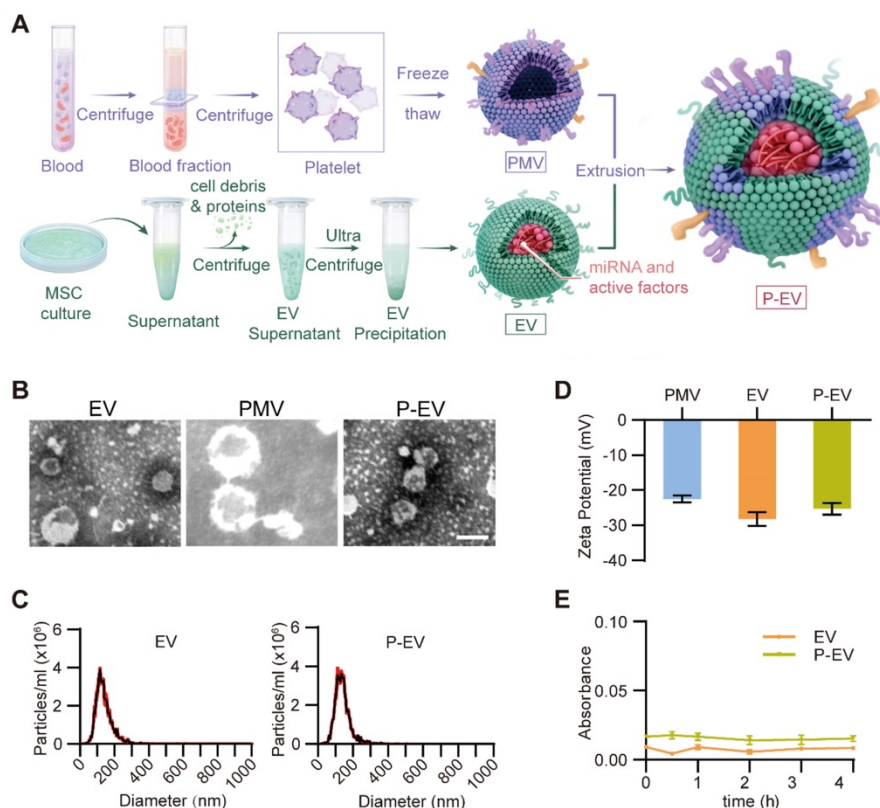 A
Centrifuge
Centrifuge
Freeze
thaw
Blood
Blood fraction
Platelet
PMV
Extrusion
cell debris
& proteins
Centrifuge
Ultra
Centrifuge
MSC
culture
Supernatant
EV
Supernatant
EV
Precipitation
EV
miRNA and
active factors
P-EV
B
EV
PMV
P-EV
C
Particles/ml (x10⁶)
6
4
2
0
EV
0
200
400
600
800
1000
Diameter (nm)
Particles/ml (x10⁶)
6
4
2
0
P-EV
0
200
400
600
800
1000
Diameter (nm)
D
PMV
EV
P-EV
Zeta Potential (mV)
0
-10
-20
-30
-40
E
Absorbance
0.10
0.05
0.00
EV
P-EV
0
1
2
3
4
time (h)